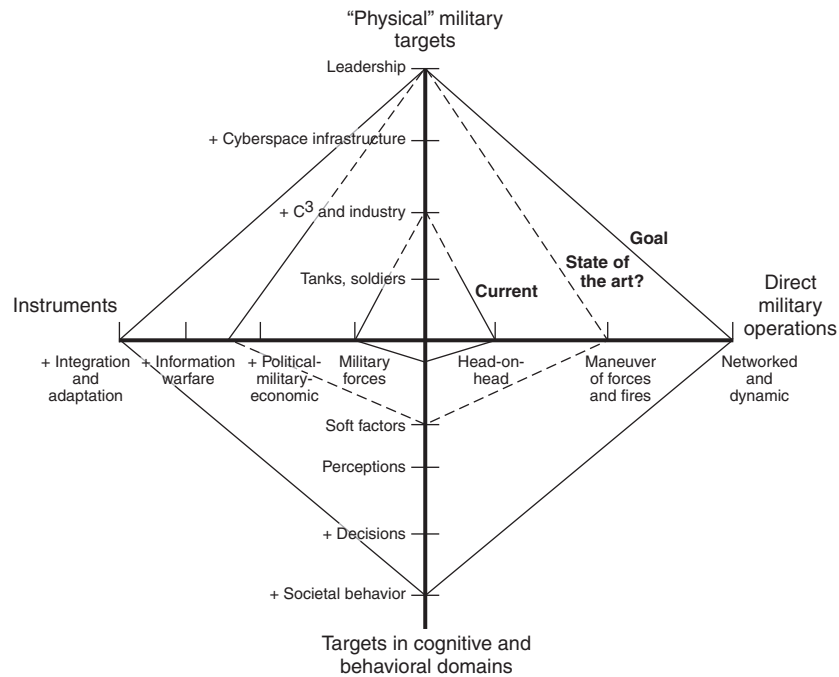 “Physical” military
targets
Leadership
+ Cyberspace infrastructure
+ C³ and industry
Goal
State of
the art?
Tanks, soldiers
Current
Instruments
Direct
military
operations
+ Integration
and
adaptation
+ Information
warfare
+ Political-
military-
economic
Military
forces
Head-on-
head
Maneuver
of forces
and fires
Networked
and
dynamic
Soft factors
Perceptions
+ Decisions
+ Societal behavior
Targets in cognitive and
behavioral domains